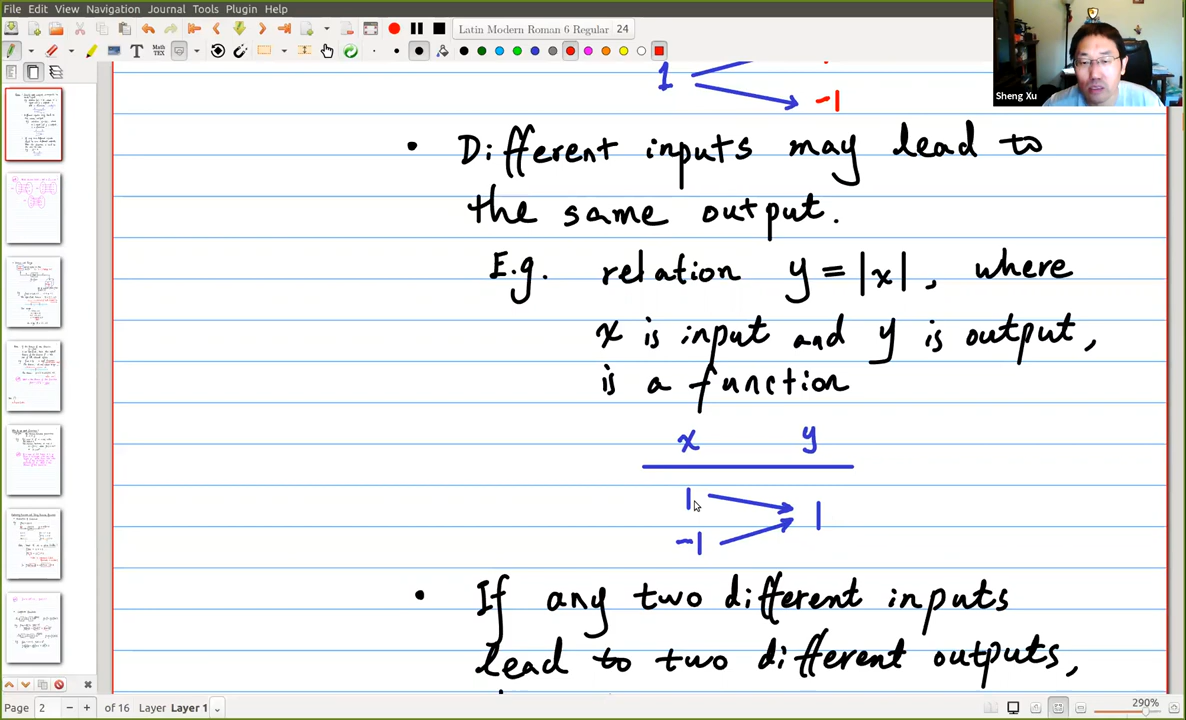 File Edit View Navigation Journal Tools Plugin Help
Latin Modern Roman 6 Regular 24
Sheng Xu
1
-1
• Different inputs may lead to
the same output.
E.g. relation y = |x|, where
x is input and y is output,
is a function
x y
1 1
-1
• If any two different inputs
lead to two different outputs,
Page 2 of 16 Layer Layer 1 290%